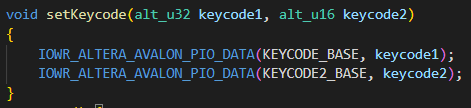 void setKeycode(alt_u32 keycode1, alt_u16 keycode2)
{
    IOWR_ALTERA_AVALON_PIO_DATA(KEYCODE_BASE, keycode1);
    IOWR_ALTERA_AVALON_PIO_DATA(KEYCODE2_BASE, keycode2);
}